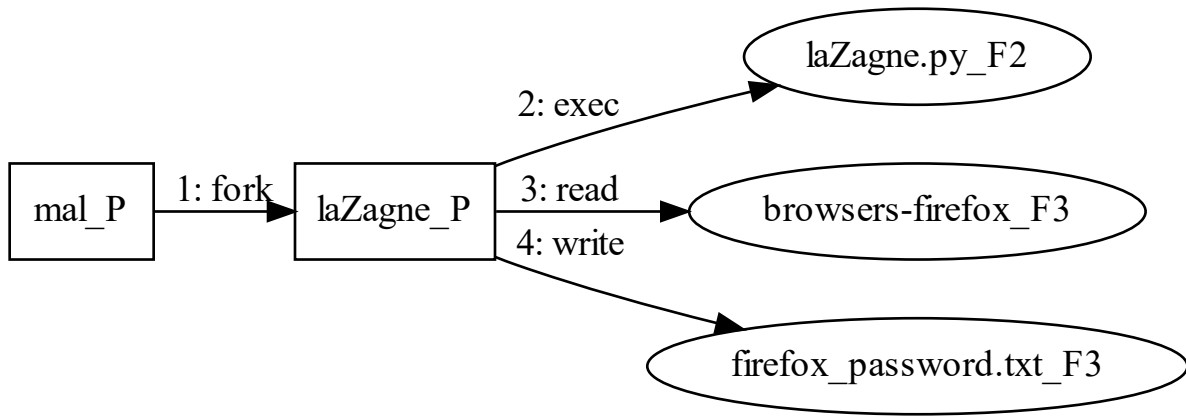 laZagne.py_F2
2: exec
mal_P
1: fork
laZagne_P
3: read
browsers-firefox_F3
4: write
firefox_password.txt_F3